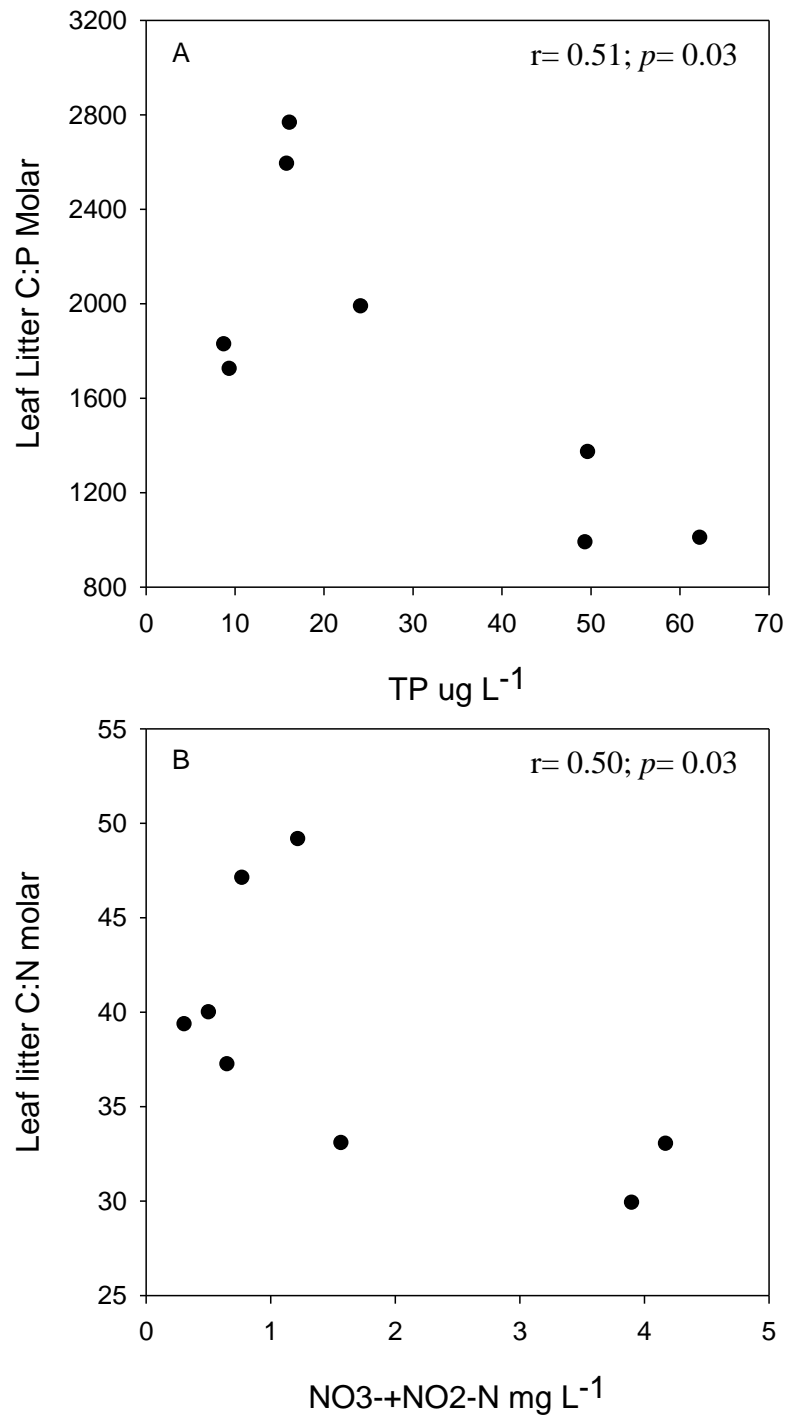 A
r= 0.51; p= 0.03
3200
2800
2400
2000
1600
1200
800
Leaf Litter C:P Molar
0 10 20 30 40 50 60 70
TP ug L-1
B
r= 0.50; p= 0.03
55
50
45
40
35
30
25
Leaf litter C:N molar
0 1 2 3 4 5
NO3-+NO2-N mg L-1